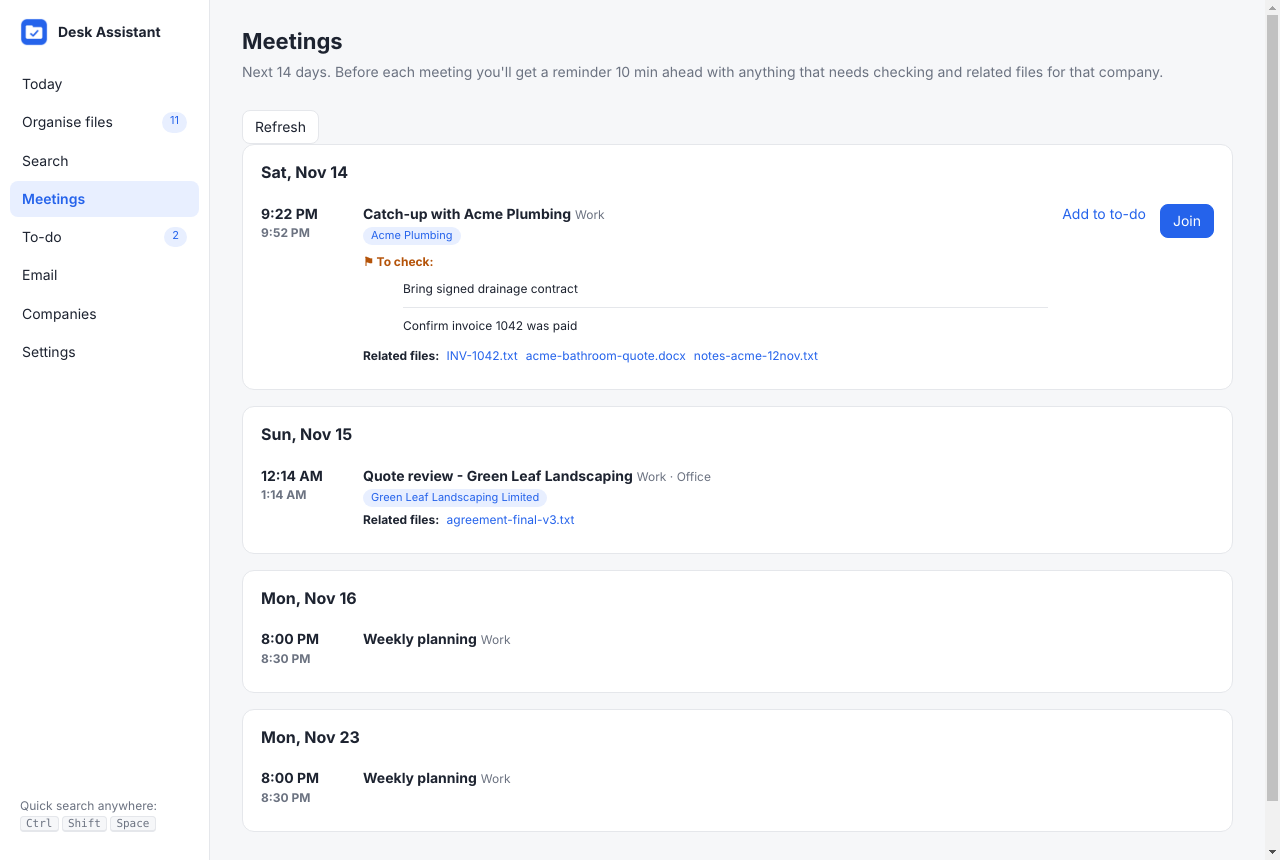 Desk Assistant
Today
Organise files 11
Search
Meetings
To-do 2
Email
Companies
Settings
Quick search anywhere:
Ctrl Shift Space
Meetings
Next 14 days. Before each meeting you'll get a reminder 10 min ahead with anything that needs checking and related files for that company.
Refresh
Sat, Nov 14
9:22 PM
9:52 PM
Catch-up with Acme Plumbing Work
Acme Plumbing
⚑ To check:
Bring signed drainage contract
Confirm invoice 1042 was paid
Related files: INV-1042.txt acme-bathroom-quote.docx notes-acme-12nov.txt
Add to to-do
Join
Sun, Nov 15
12:14 AM
1:14 AM
Quote review - Green Leaf Landscaping Work · Office
Green Leaf Landscaping Limited
Related files: agreement-final-v3.txt
Mon, Nov 16
8:00 PM
8:30 PM
Weekly planning Work
Mon, Nov 23
8:00 PM
8:30 PM
Weekly planning Work